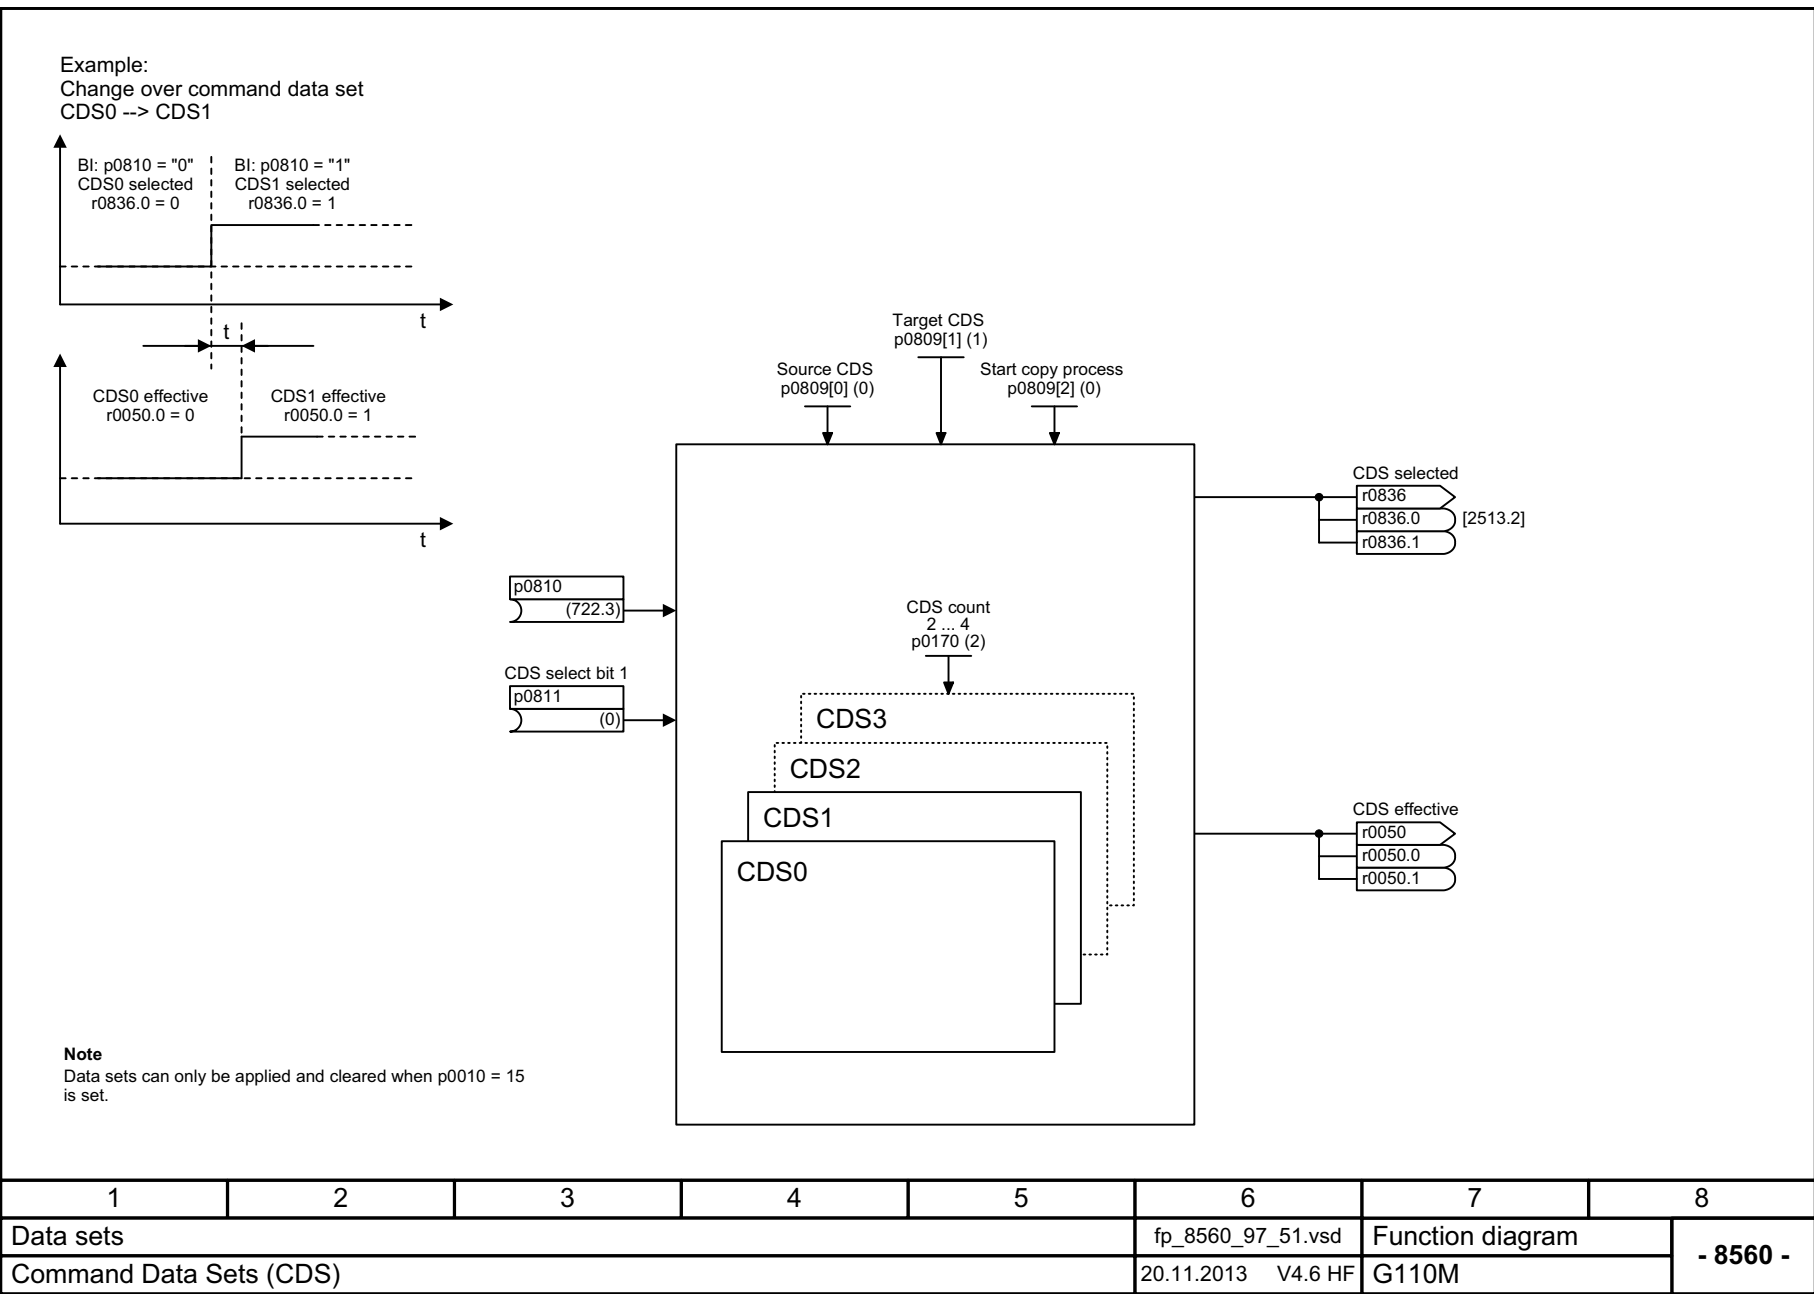 Example:
Change over command data set
CDS0 --> CDS1
BI: p0810 = "0"
CDS0 selected
r0836.0 = 0
BI: p0810 = "1"
CDS1 selected
r0836.0 = 1
t
t
CDS0 effective
r0050.0 = 0
CDS1 effective
r0050.0 = 1
t
Target CDS
p0809[1] (1)
Source CDS
p0809[0] (0)
Start copy process
p0809[2] (0)
CDS selected
r0836
r0836.0 [2513.2]
r0836.1
p0810
(722.3)
CDS select bit 1
p0811
(0)
CDS count
2 ... 4
p0170 (2)
CDS3
CDS2
CDS1
CDS0
CDS effective
r0050
r0050.0
r0050.1
Note
Data sets can only be applied and cleared when p0010 = 15
is set.
1 2 3 4 5 6 7 8
Data sets fp_8560_97_51.vsd Function diagram
- 8560 -
Command Data Sets (CDS) 20.11.2013 V4.6 HF G110M